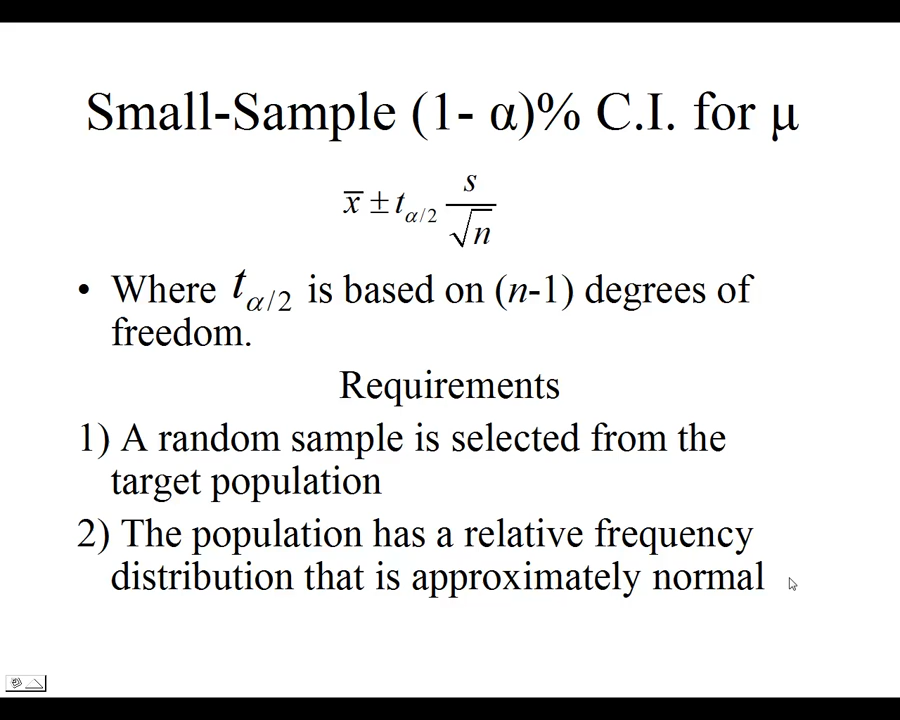 Small-Sample (1- α)% C.I. for μ
x̅ ± t_{α/2} s/√n
• Where t_{α/2} is based on (n-1) degrees of
freedom.
Requirements
1) A random sample is selected from the
target population
2) The population has a relative frequency
distribution that is approximately normal